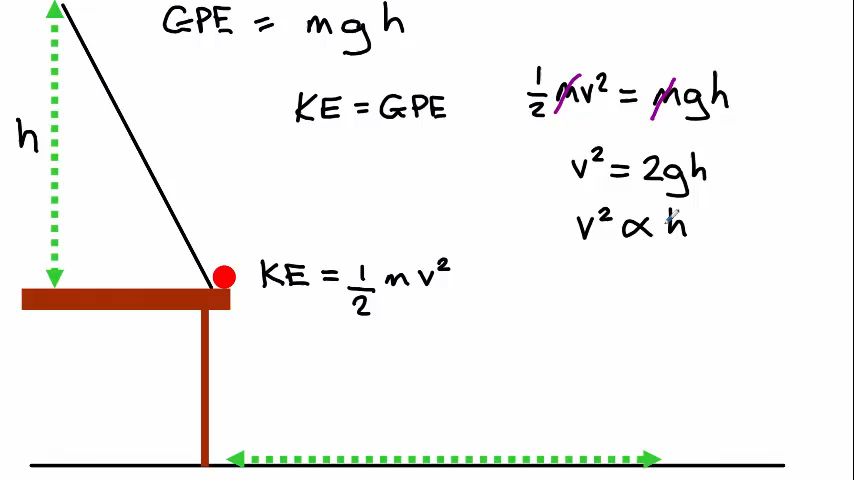 GPE = mgh
½mv² = mgh
KE = GPE
h
v² = 2gh
v² ∝ h
KE = ½mv²